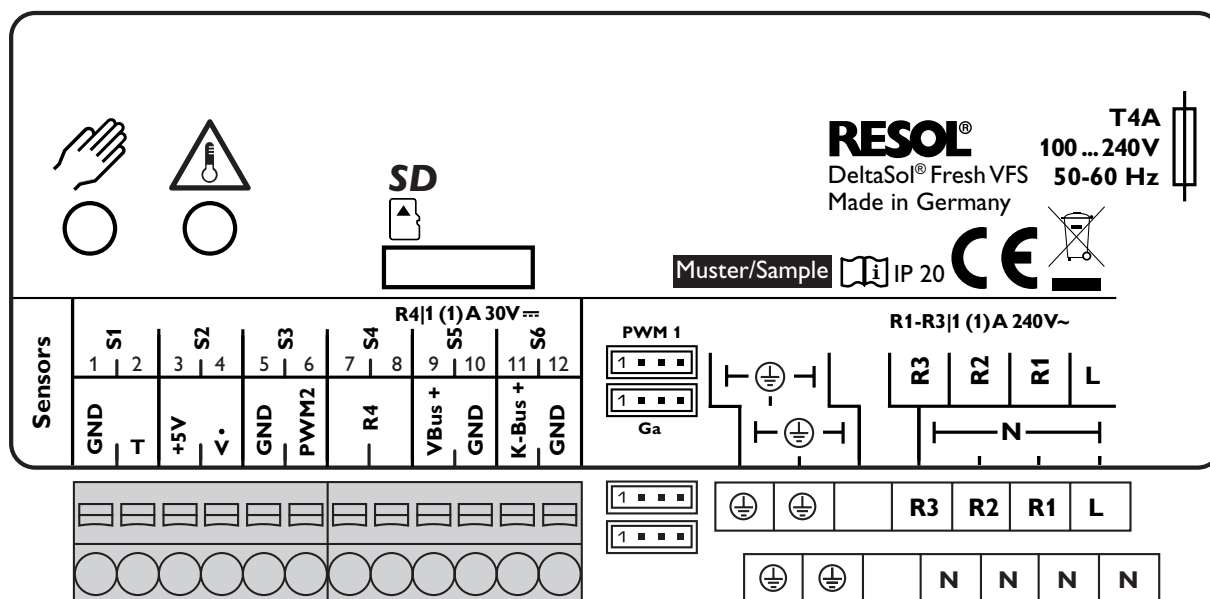 T4A
RESOL®
100 ... 240V
DeltaSol® Fresh VFS
50-60 Hz
Made in Germany
SD
CE
Muster/Sample
i
IP 20
R4|1 (1) A 30V
R1-R3|1 (1) A 240V~
Sensors
S1 S2 S3 S4 S5 S6
1 2 3 4 5 6 7 8 9 10 11 12
GND T +5V V̇ GND PWM2 R4 VBus + GND K-Bus + GND
PWM 1
1
1
Ga
R3 R2 R1 L
N
1
1
R3 R2 R1 L
N N N N